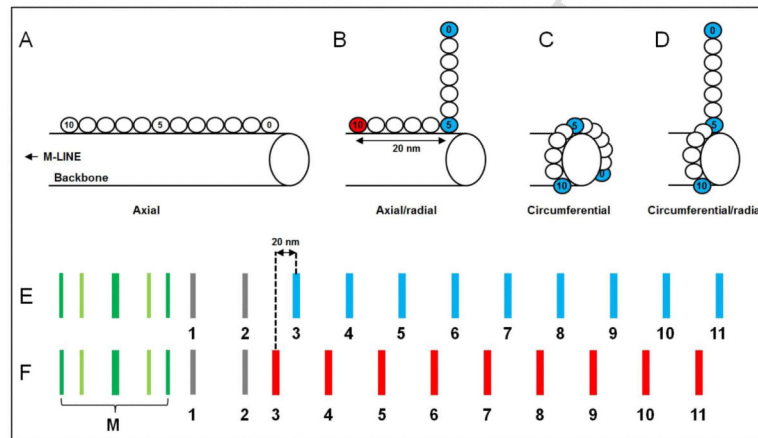 A
B
C
D
0
0
10
5
0
10
5
5
0
10
5
10
20 nm
M-LINE
Backbone
Axial
Axial/radial
Circumferential
Circumferential/radia
20 nm
E
1 2 3 4 5 6 7 8 9 10 11
F
M
1 2 3 4 5 6 7 8 9 10 11